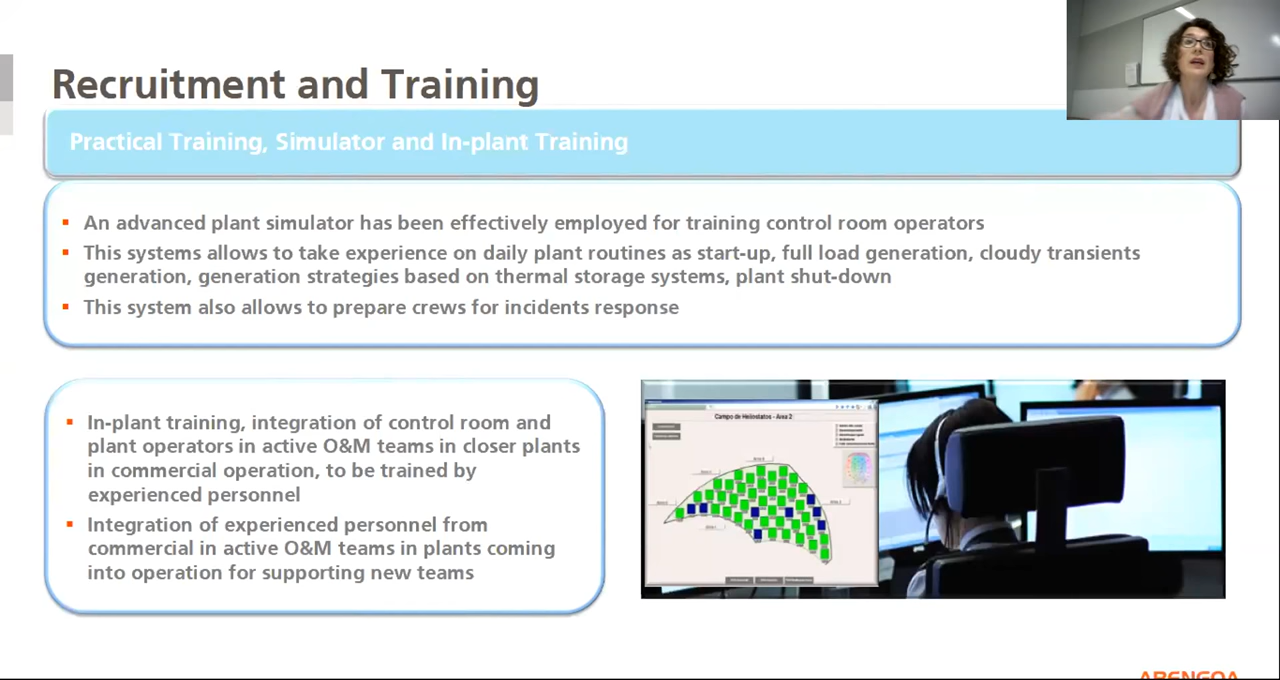 Recruitment and Training
Practical Training, Simulator and In-plant Training
An advanced plant simulator has been effectively employed for training control room operators
This systems allows to take experience on daily plant routines as start-up, full load generation, cloudy transients
generation, generation strategies based on thermal storage systems, plant shut-down
This system also allows to prepare crews for incidents response
In-plant training, integration of control room and
plant operators in active O&M teams in closer plants
in commercial operation, to be trained by
experienced personnel
Integration of experienced personnel from
commercial in active O&M teams in plants coming
into operation for supporting new teams
Campo de Heliostatos - Area 2
ABENGOA